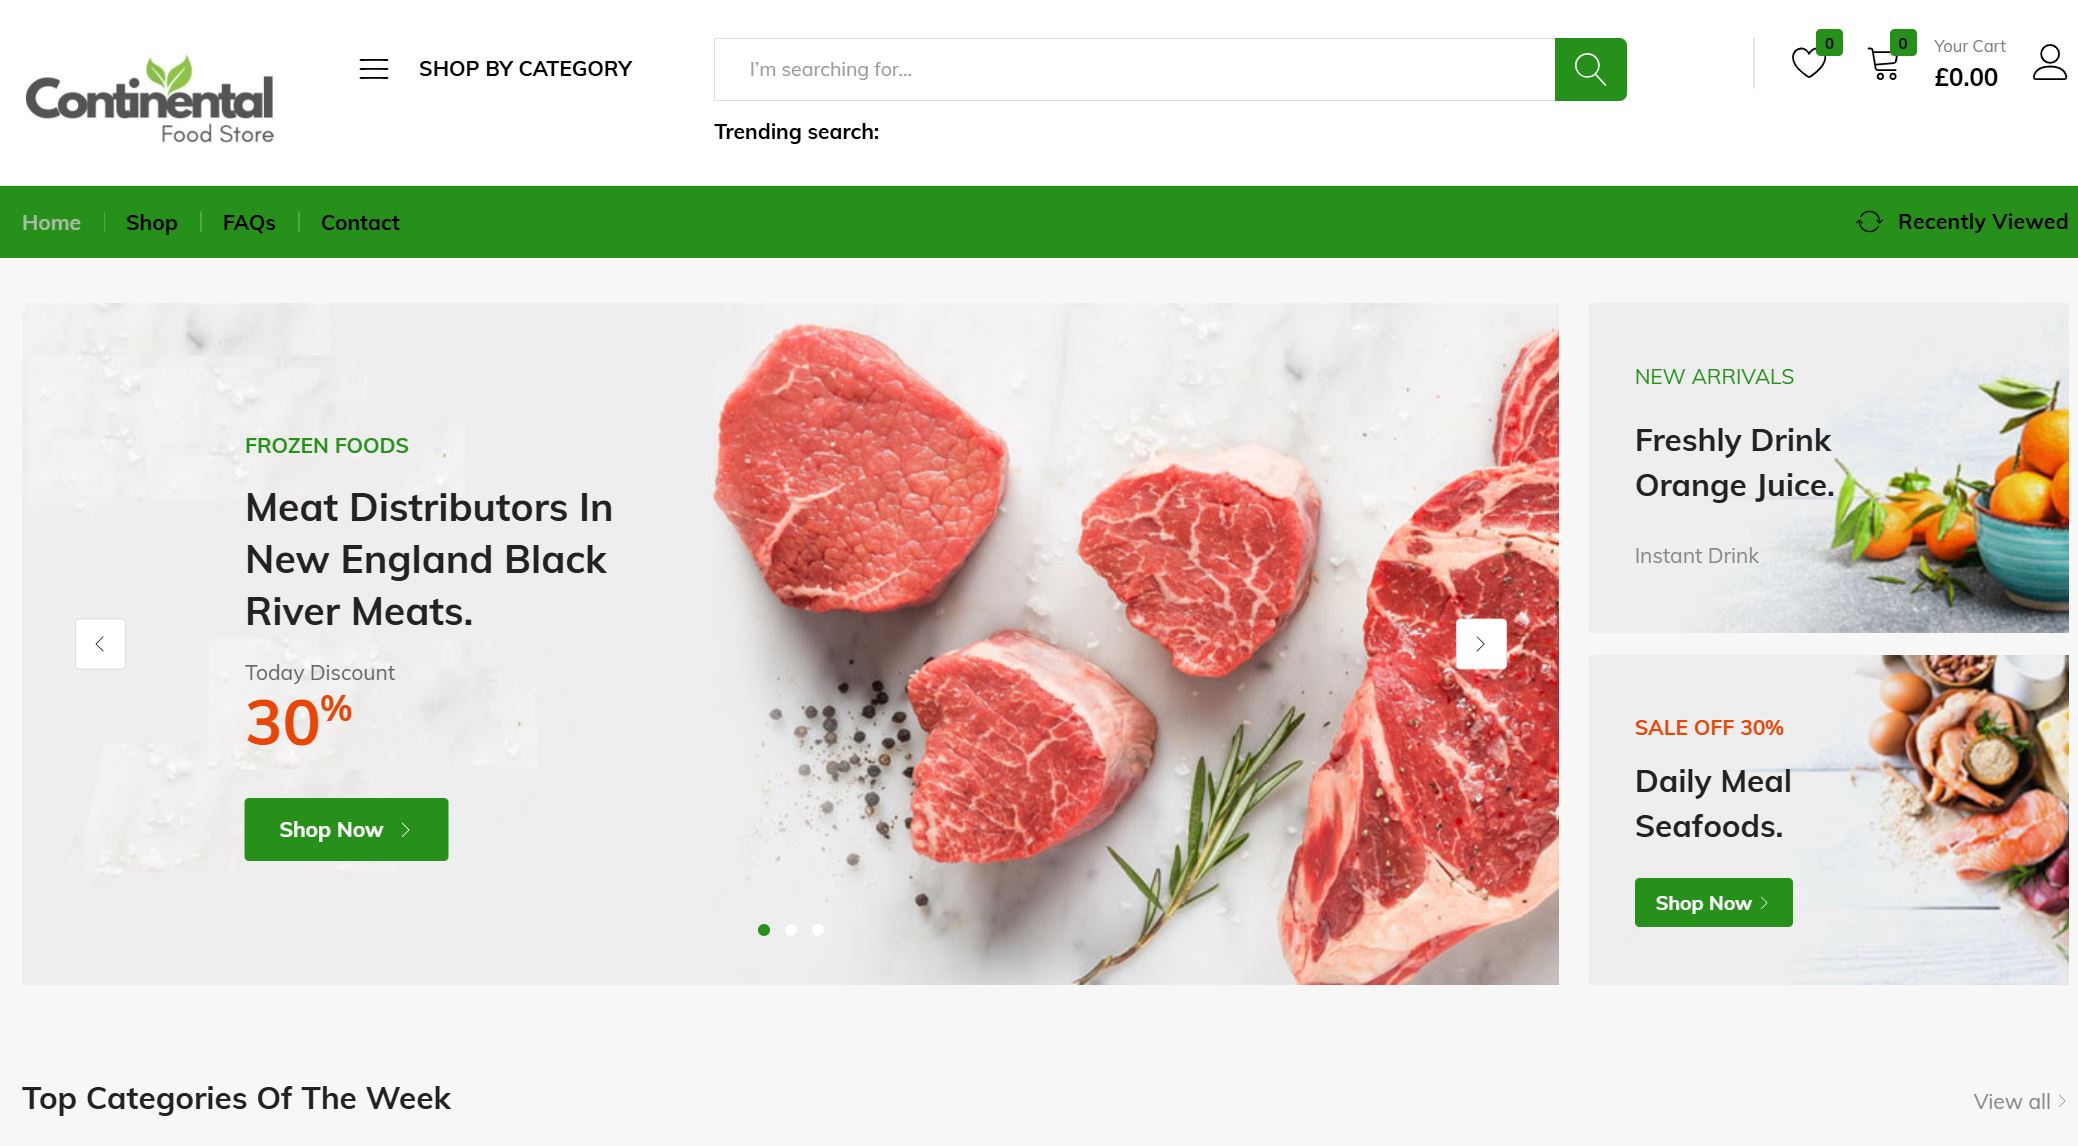 Continental
Food Store
SHOP BY CATEGORY
I'm searching for...
Trending search:
0
0
Your Cart
£0.00
Home
Shop
FAQs
Contact
Recently Viewed
FROZEN FOODS
Meat Distributors In
New England Black
River Meats.
Today Discount
30%
Shop Now
NEW ARRIVALS
Freshly Drink
Orange Juice.
Instant Drink
SALE OFF 30%
Daily Meal
Seafoods.
Shop Now
Top Categories Of The Week
View all